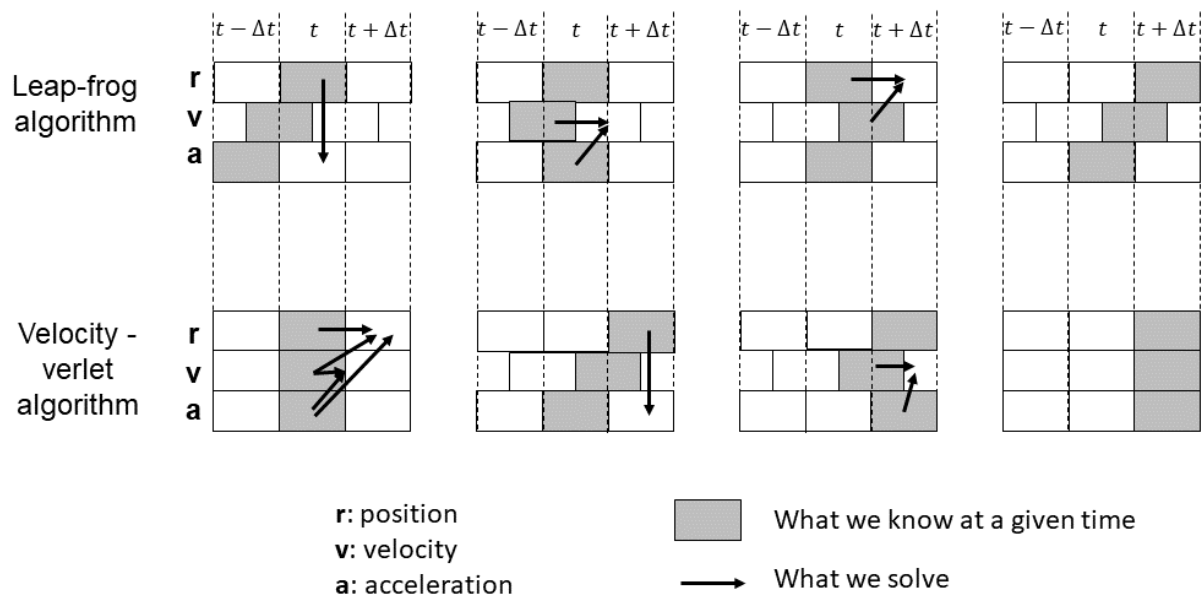 t − Δt t t + Δt t − Δt t t + Δt t − Δt t t + Δt t − Δt t t + Δt
Leap-frog
algorithm
r
v
a
Velocity -
verlet
algorithm
r
v
a
r: position
v: velocity
a: acceleration
What we know at a given time
What we solve